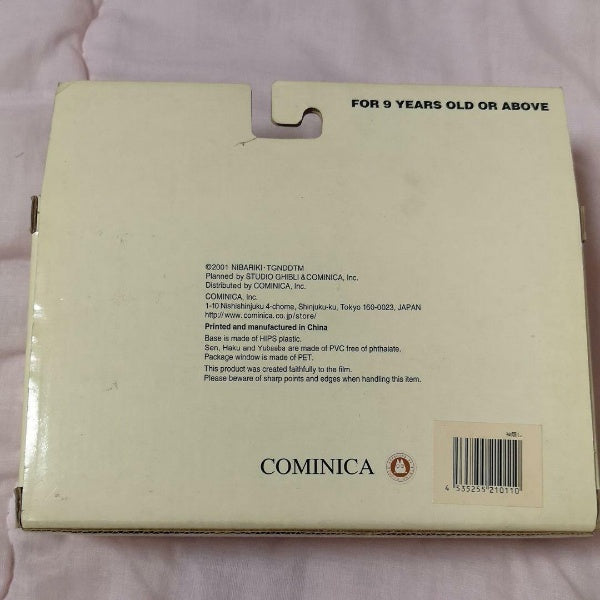 FOR 9 YEARS OLD OR ABOVE
©2001 NIBARIKI·TGNDDTM
Planned by STUDIO GHIBLI & COMINICA, Inc.
Distributed by COMINICA, Inc.
COMINICA, Inc.
1-10 Nishishinjuku 4-chome, Shinjuku-ku, Tokyo 160-0023, JAPAN
http://www.cominica.co.jp/store/
Printed and manufactured in China
Base is made of HIPS plastic.
Sen, Haku and Yubaba are made of PVC free of phthalate.
Package window is made of PET.
This product was created faithfully to the film.
Please beware of sharp points and edges when handling this item.
COMINICA
4 535255 210110